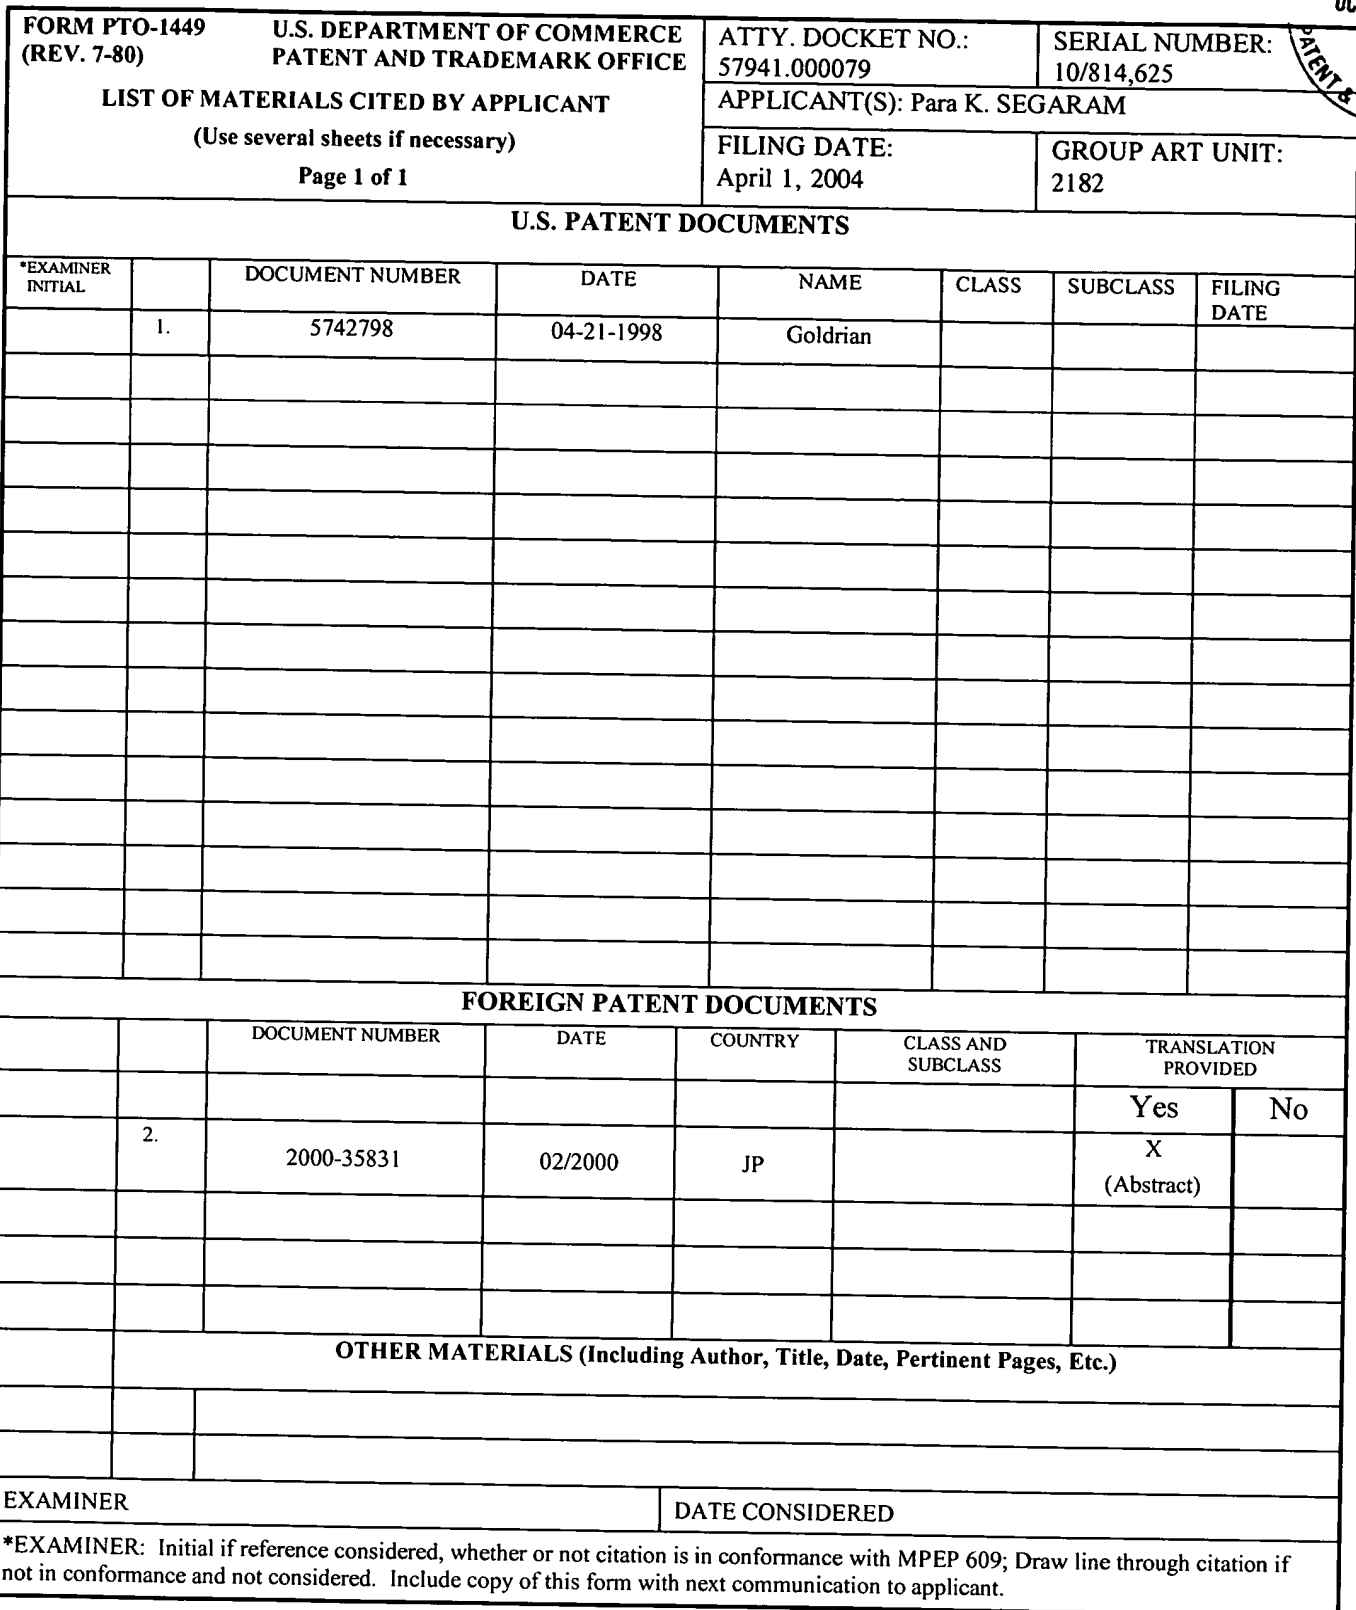 FORM PTO-1449
(REV. 7-80)
U.S. DEPARTMENT OF COMMERCE
PATENT AND TRADEMARK OFFICE
LIST OF MATERIALS CITED BY APPLICANT
(Use several sheets if necessary)
Page 1 of 1
ATTY. DOCKET NO.:
57941.000079
SERIAL NUMBER:
10/814,625
PATENT &
APPLICANT(S): Para K. SEGARAM
FILING DATE:
April 1, 2004
GROUP ART UNIT:
2182
U.S. PATENT DOCUMENTS
*EXAMINER INITIAL DOCUMENT NUMBER DATE NAME CLASS SUBCLASS FILING DATE
1. 5742798 04-21-1998 Goldrian
FOREIGN PATENT DOCUMENTS
DOCUMENT NUMBER DATE COUNTRY CLASS AND SUBCLASS TRANSLATION PROVIDED
Yes No
2. 2000-35831 02/2000 JP X (Abstract)
OTHER MATERIALS (Including Author, Title, Date, Pertinent Pages, Etc.)
EXAMINER DATE CONSIDERED
*EXAMINER: Initial if reference considered, whether or not citation is in conformance with MPEP 609; Draw line through citation if
not in conformance and not considered. Include copy of this form with next communication to applicant.